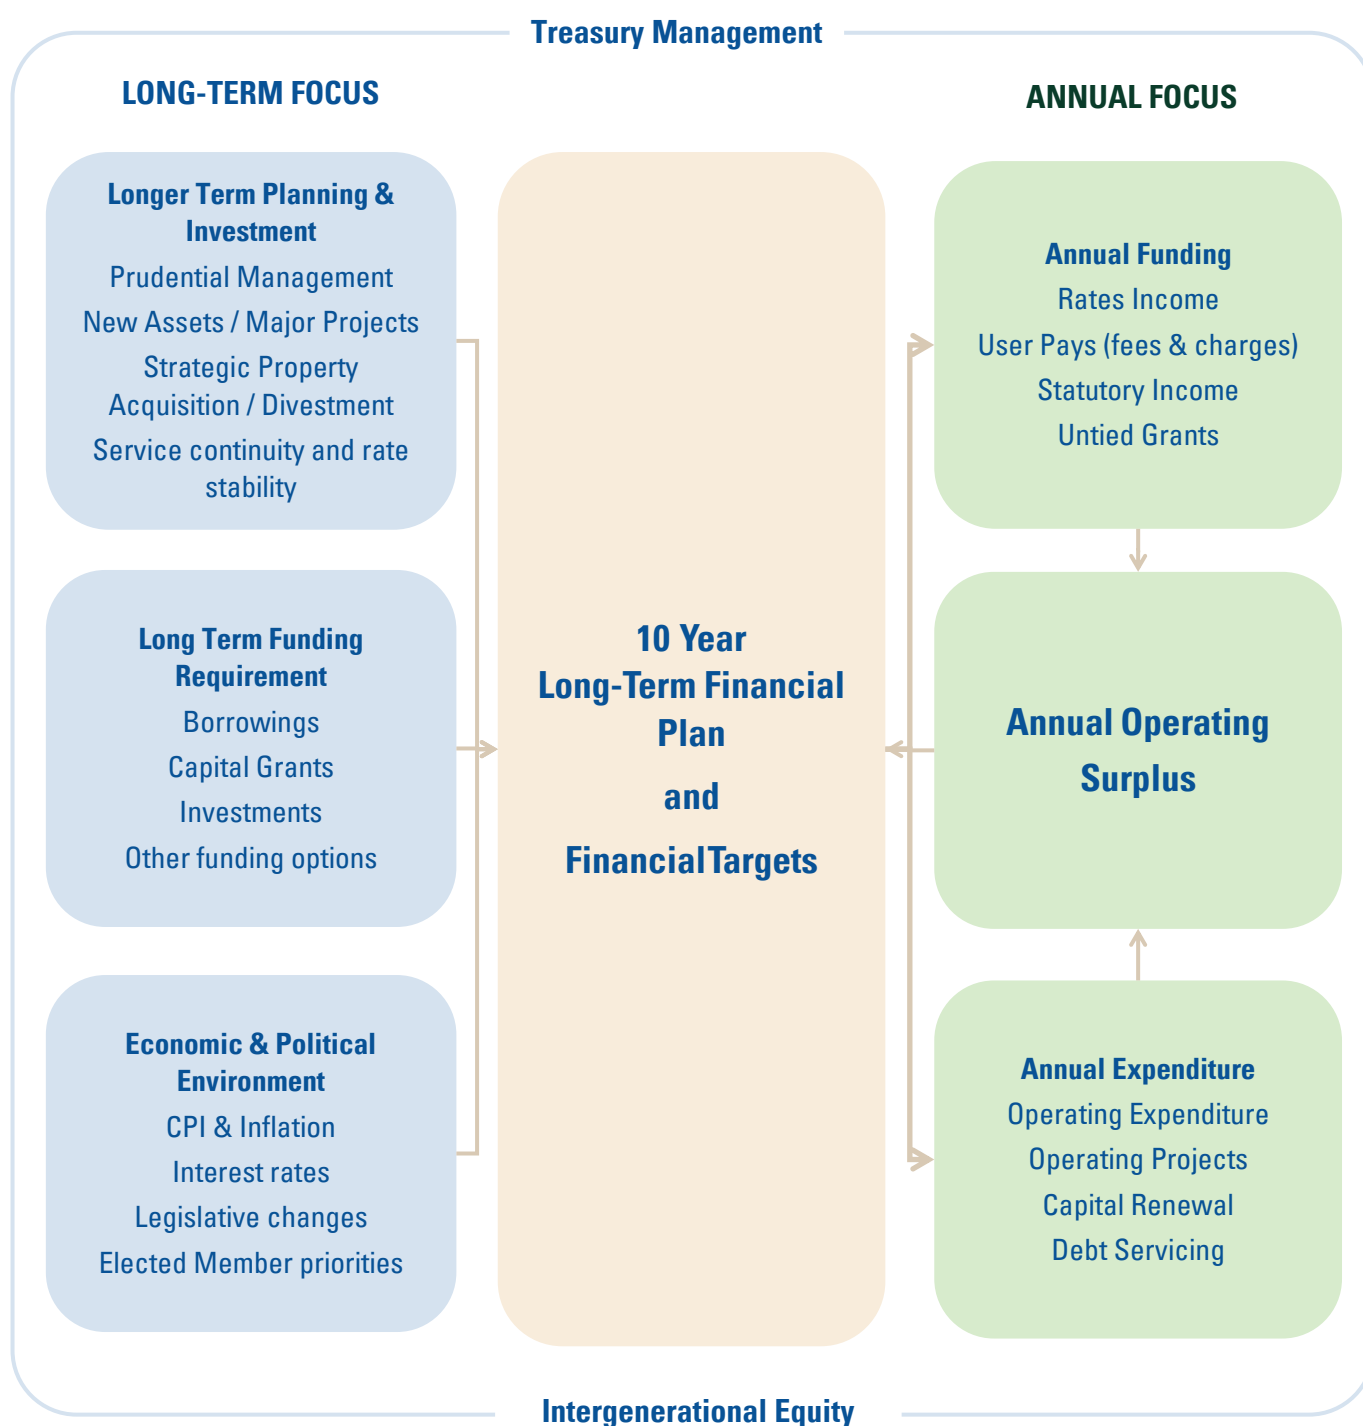 Treasury Management
LONG-TERM FOCUS
Longer Term Planning &
Investment
Prudential Management
New Assets / Major Projects
Strategic Property
Acquisition / Divestment
Service continuity and rate
stability
Long Term Funding
Requirement
Borrowings
Capital Grants
Investments
Other funding options
Economic & Political
Environment
CPI & Inflation
Interest rates
Legislative changes
Elected Member priorities
10 Year
Long-Term Financial
Plan
and
Financial Targets
ANNUAL FOCUS
Annual Funding
Rates Income
User Pays (fees & charges)
Statutory Income
Untied Grants
Annual Operating
Surplus
Annual Expenditure
Operating Expenditure
Operating Projects
Capital Renewal
Debt Servicing
Intergenerational Equity